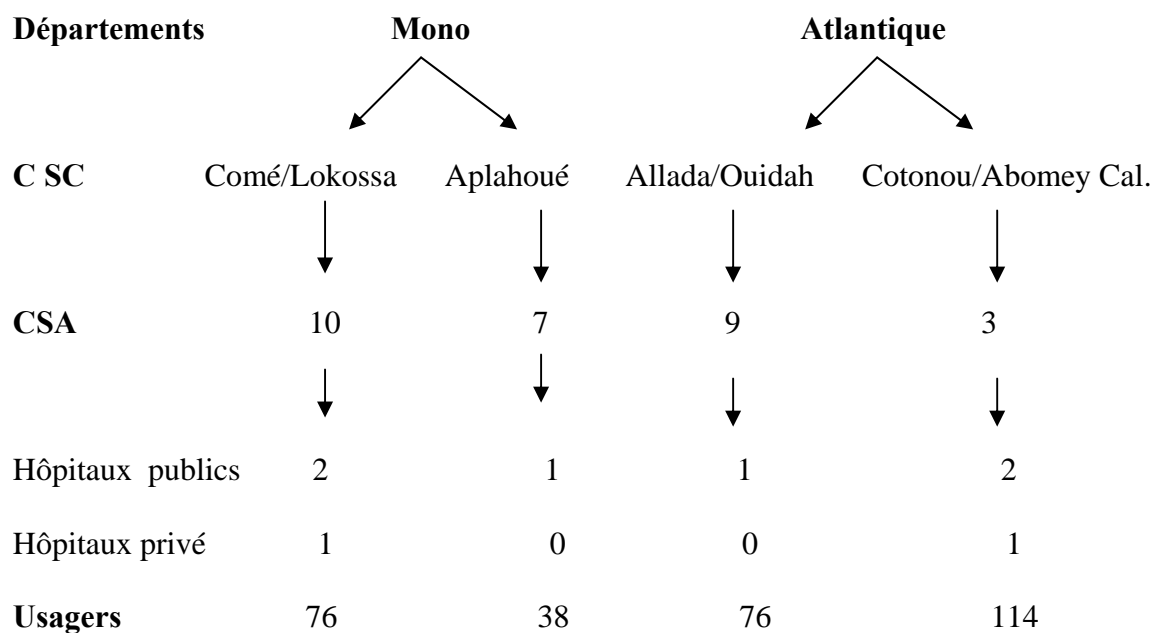 Départements Mono Atlantique
C SC Comé/Lokossa Aplahoué Allada/Ouidah Cotonou/Abomey Cal.
CSA 10 7 9 3
Hôpitaux publics 2 1 1 2
Hôpitaux privé 1 0 0 1
Usagers 76 38 76 114